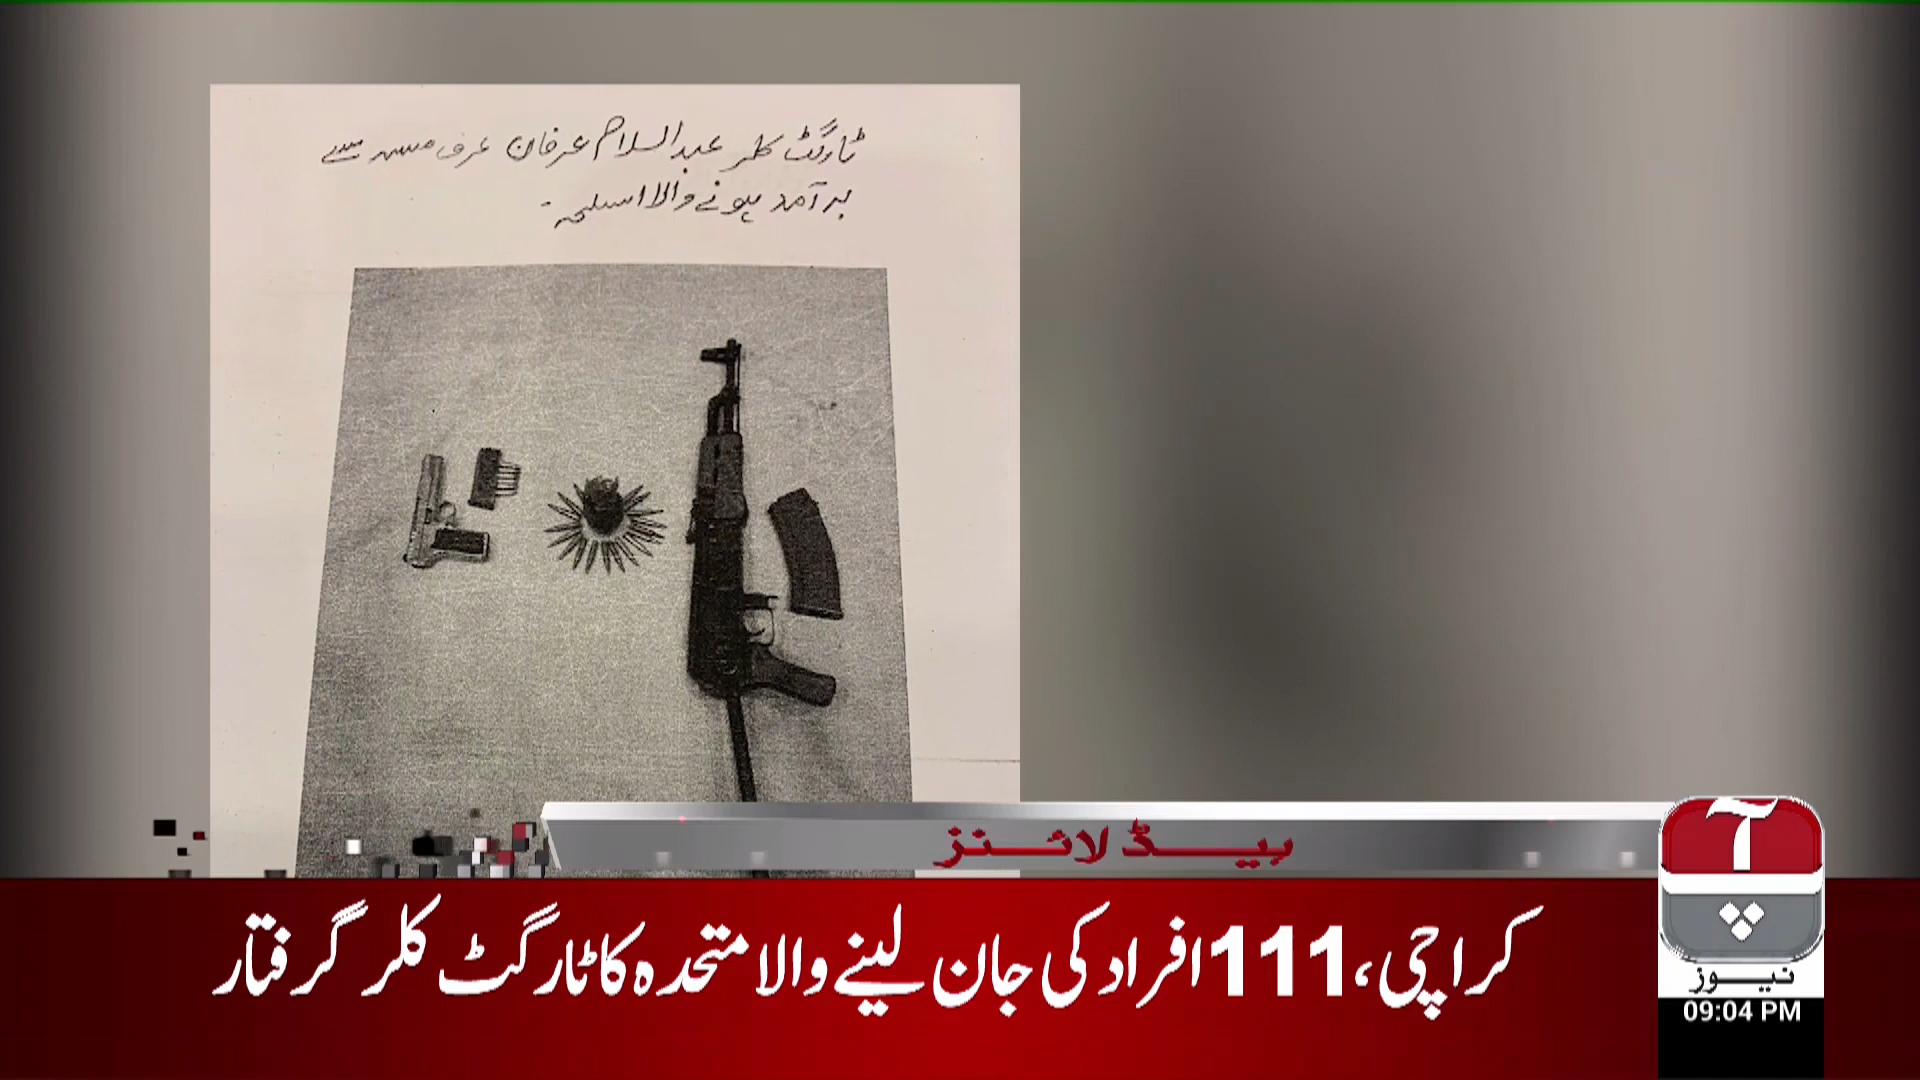 ٹارگٹ کلر عبدالسلام عرفان عرف سے
برآمد ہونے والا اسلحہ -
ہیڈ لائنز
کراچی، 111 افراد کی جان لینے والا متحدہ کا ٹارگٹ کلر گرفتار
آپ
نیوز
09:04 PM